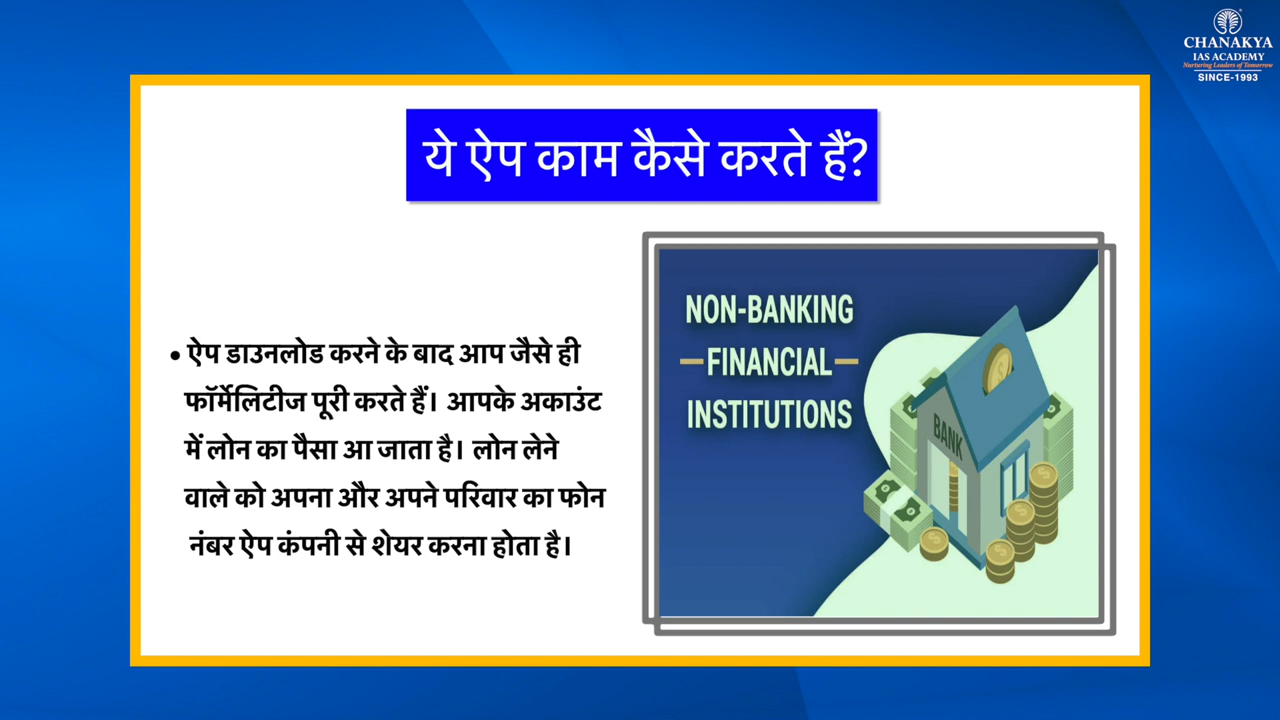 CHANAKYA
IAS ACADEMY
Nurturing Leaders of Tomorrow
SINCE-1993
ये ऐप काम कैसे करते हैं?
• ऐप डाउनलोड करने के बाद आप जैसे ही
फॉर्मेलिटीज पूरी करते हैं। आपके अकाउंट
में लोन का पैसा आ जाता है। लोन लेने
वाले को अपना और अपने परिवार का फोन
नंबर ऐप कंपनी से शेयर करना होता है।
NON-BANKING
FINANCIAL
INSTITUTIONS
BANK